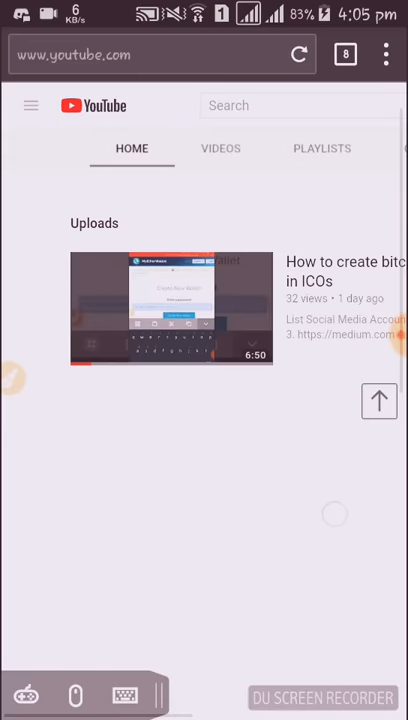 6
KB/s
1
83%
4:05 pm
www.youtube.com
8
YouTube
Search
HOME
VIDEOS
PLAYLISTS
Uploads
How to create bitc
in ICOs
32 views • 1 day ago
List Social Media Accoun
3. https://medium.com
6:50
DU SCREEN RECORDER